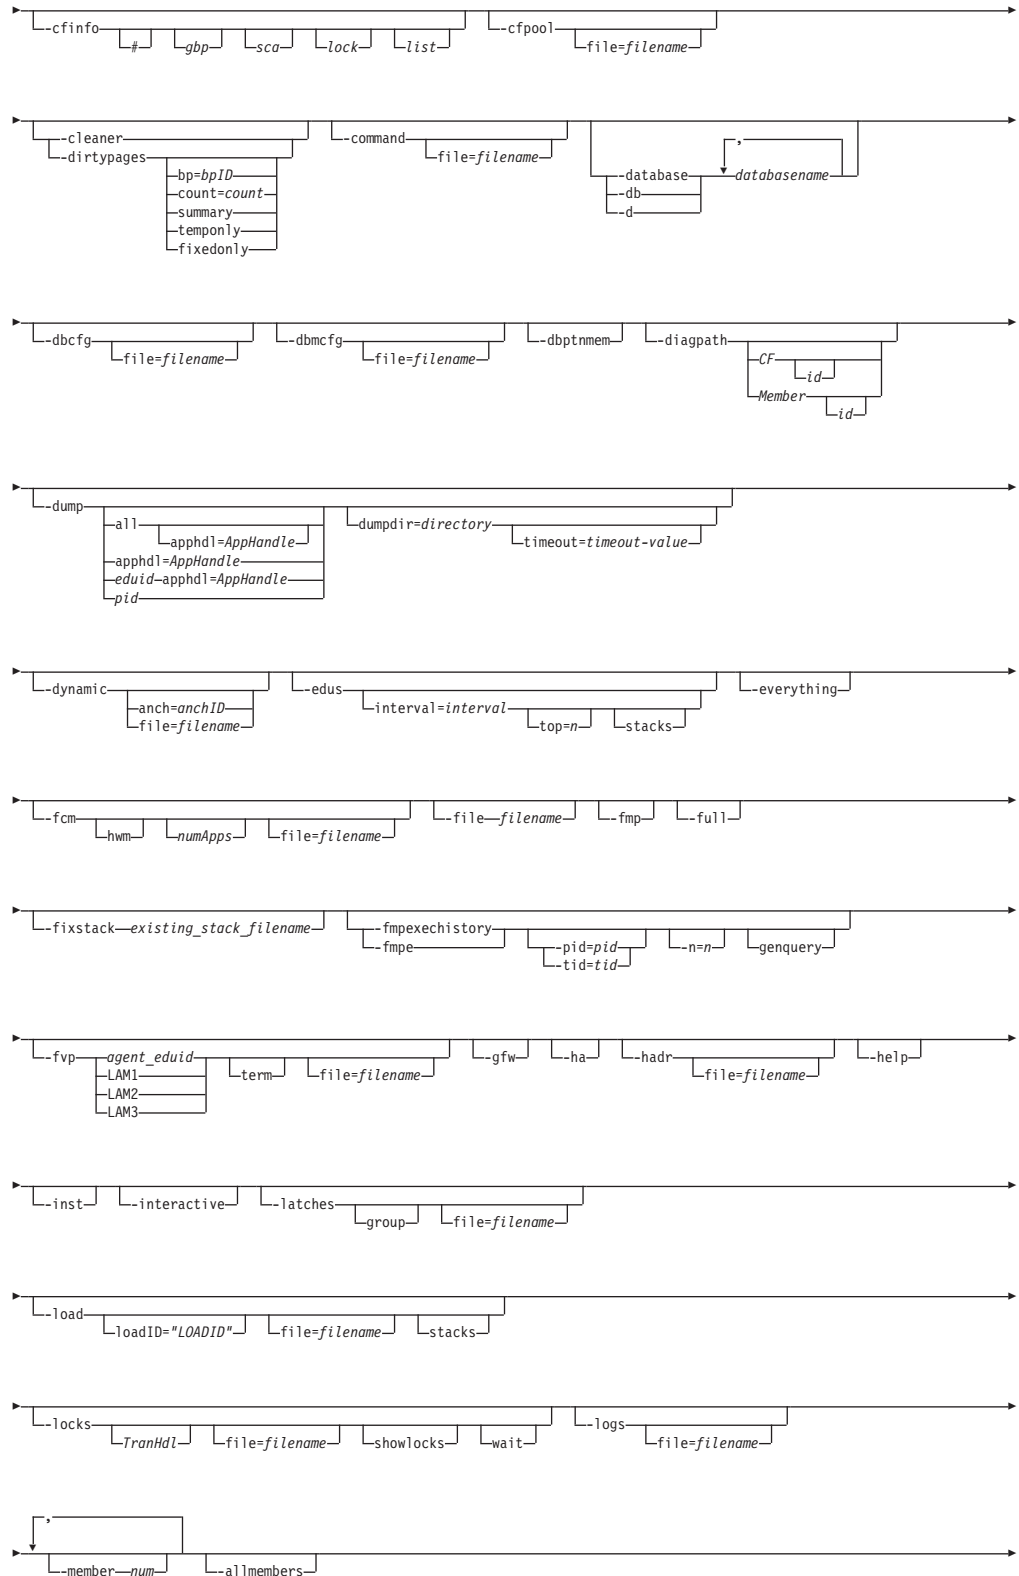 -cfinfo # gbp sca lock list -cfpool file=filename
-cleaner
-dirtypages
bp=bpID
count=count
summary
temponly
fixedonly
-command file=filename
,
-database databasename
-db
-d
-dbcfg file=filename -dbmcfg file=filename -dbptnmem -diagpath
CF id
Member id
-dump
all apphdl=AppHandle
apphdl=AppHandle
eduid apphdl=AppHandle
pid
dumpdir=directory timeout=timeout-value
-dynamic
anch=anchID
file=filename
-edus
interval=interval top=n stacks
-everything
-fcm hwm numApps file=filename -file filename -fmp -full
-fixstack existing_stack_filename
-fmpexechistory
-fmpe
-pid=pid
-tid=tid
-n=n genquery
-fvp agent_eduid
LAM1
LAM2
LAM3
term file=filename -gfw -ha -hadr file=filename -help
-inst -interactive -latches group file=filename
-load loadID="LOADID" file=filename stacks
-locks TranHdl file=filename showlocks wait -logs file=filename
,
-member num -allmembers